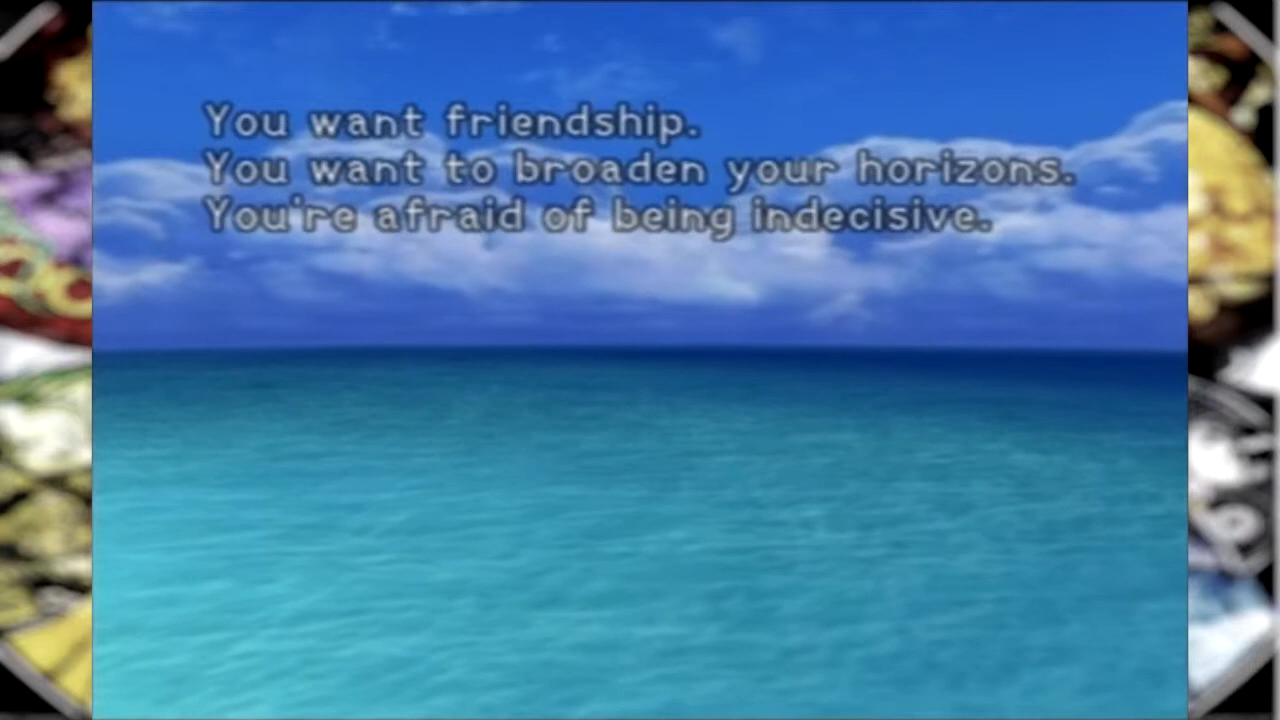 You want friendship.
You want to broaden your horizons.
You're afraid of being indecisive.